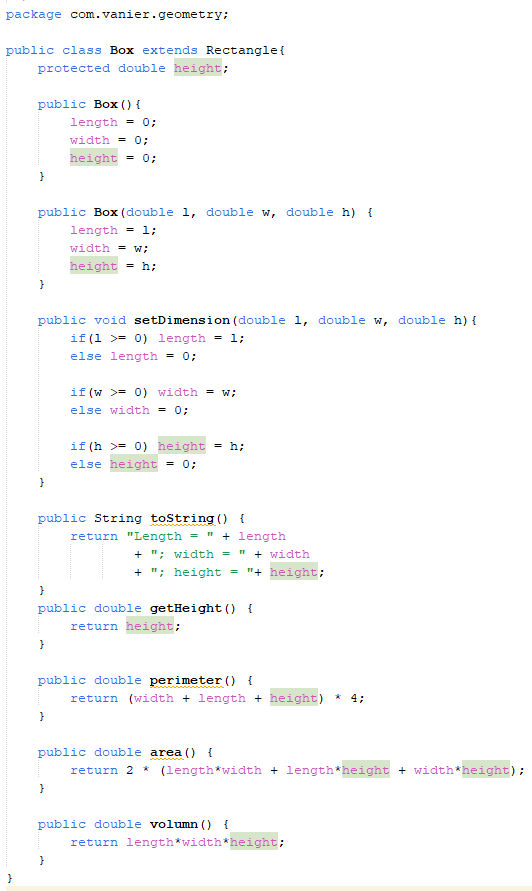 package com.vanier.geometry;
public class Box extends Rectangle{
protected double height;
public Box(){
length = 0;
width = 0;
height = 0;
}
public Box(double l, double w, double h) {
length = l;
width = w;
height = h;
}
public void setDimension(double l, double w, double h){
if(l >= 0) length = l;
else length = 0;
if(w >= 0) width = w;
else width = 0;
if(h >= 0) height = h;
else height = 0;
}
public String toString() {
return "Length = " + length
+ "; width = " + width
+ "; height = "+ height;
}
public double getHeight() {
return height;
}
public double perimeter() {
return (width + length + height) * 4;
}
public double area() {
return 2 * (length*width + length*height + width*height);
}
public double volumn() {
return length*width*height;
}
}